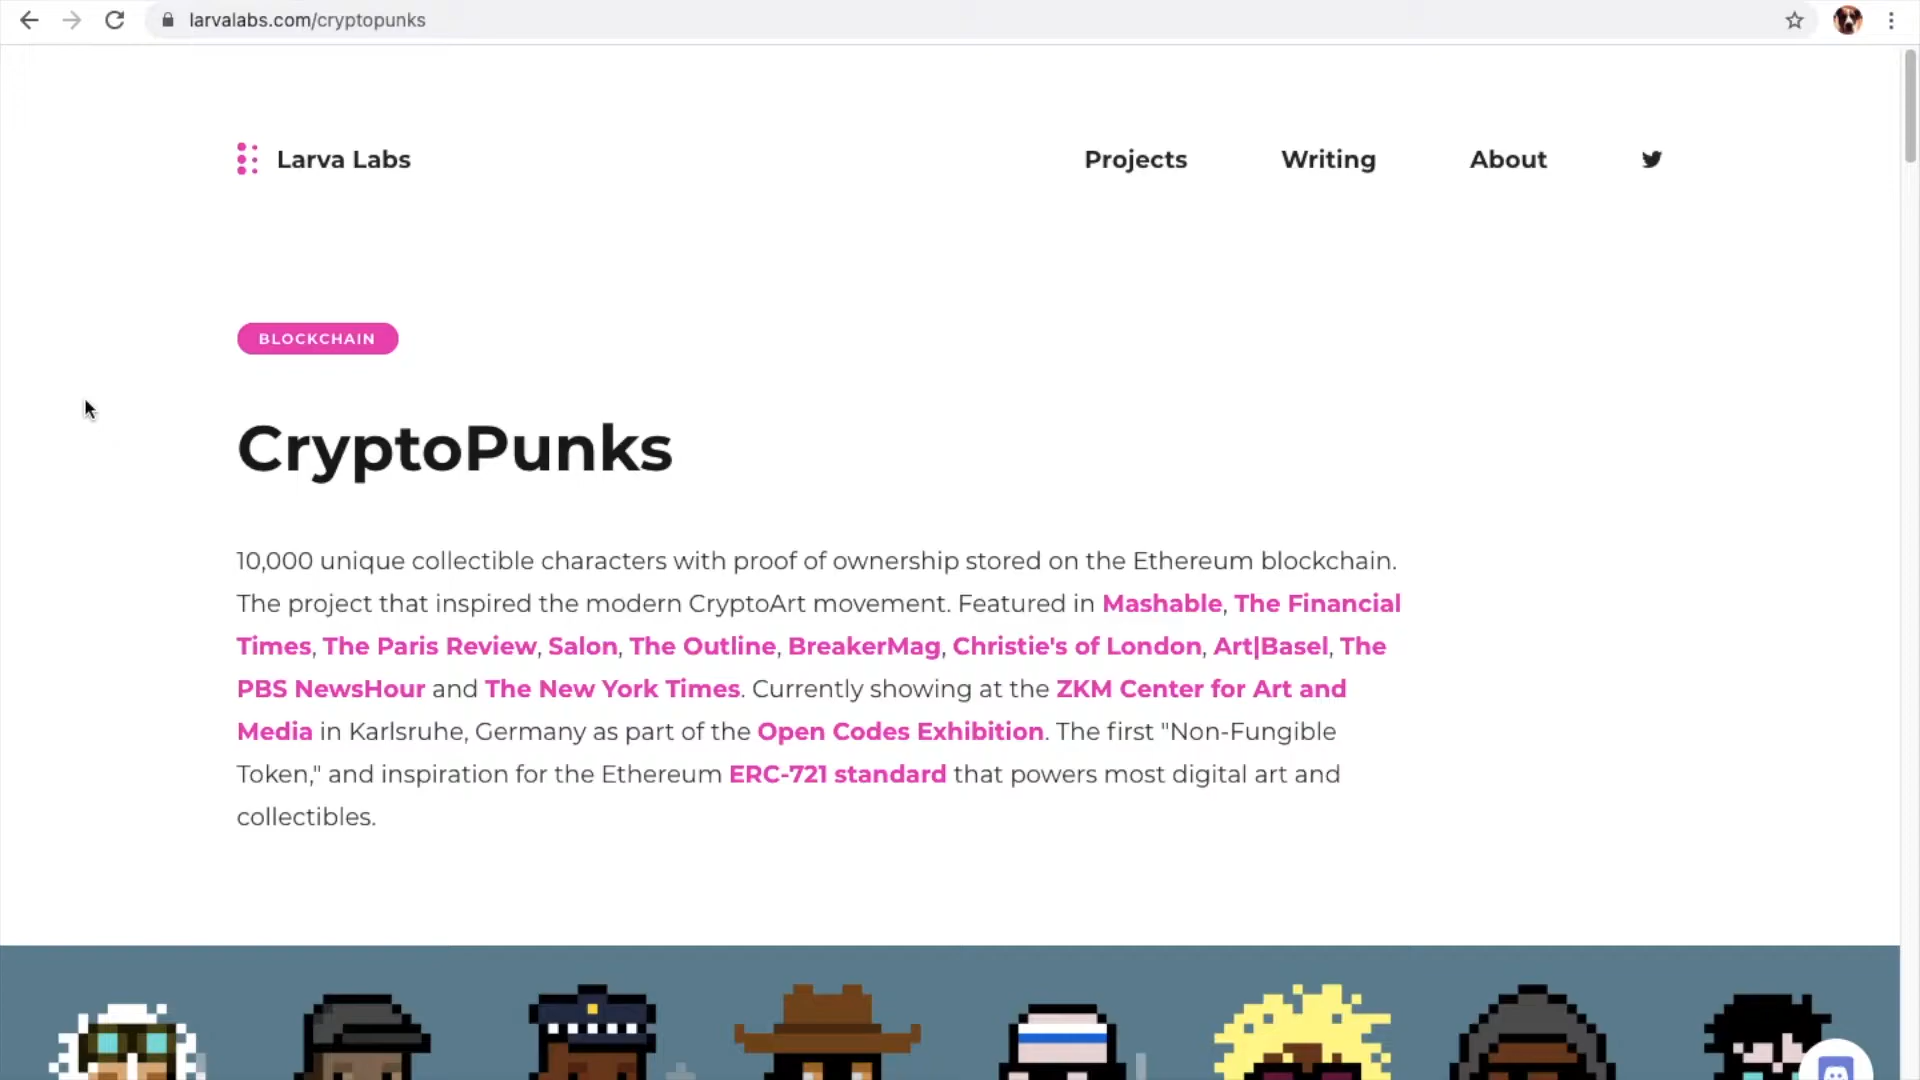 larvalabs.com/cryptopunks
Larva Labs
Projects
Writing
About
BLOCKCHAIN
CryptoPunks
10,000 unique collectible characters with proof of ownership stored on the Ethereum blockchain.
The project that inspired the modern CryptoArt movement. Featured in Mashable, The Financial
Times, The Paris Review, Salon, The Outline, BreakerMag, Christie's of London, Art|Basel, The
PBS NewsHour and The New York Times. Currently showing at the ZKM Center for Art and
Media in Karlsruhe, Germany as part of the Open Codes Exhibition. The first "Non-Fungible
Token," and inspiration for the Ethereum ERC-721 standard that powers most digital art and
collectibles.